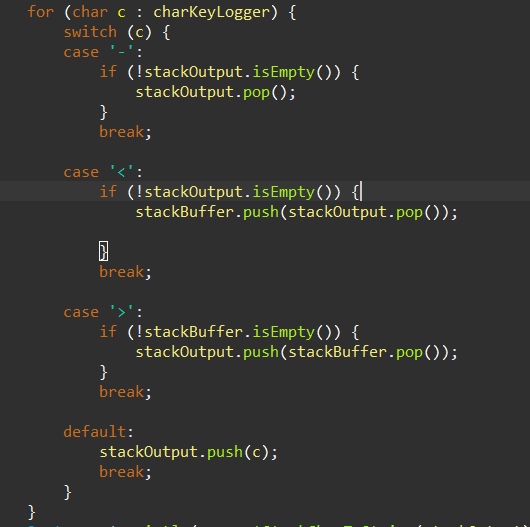 for (char c : charKeyLogger) {
switch (c) {
case '-':
if (!stackOutput.isEmpty()) {
stackOutput.pop();
}
break;
case '<':
if (!stackOutput.isEmpty()) {
stackBuffer.push(stackOutput.pop());
}
break;
case '>':
if (!stackBuffer.isEmpty()) {
stackOutput.push(stackBuffer.pop());
}
break;
default:
stackOutput.push(c);
break;
}
}